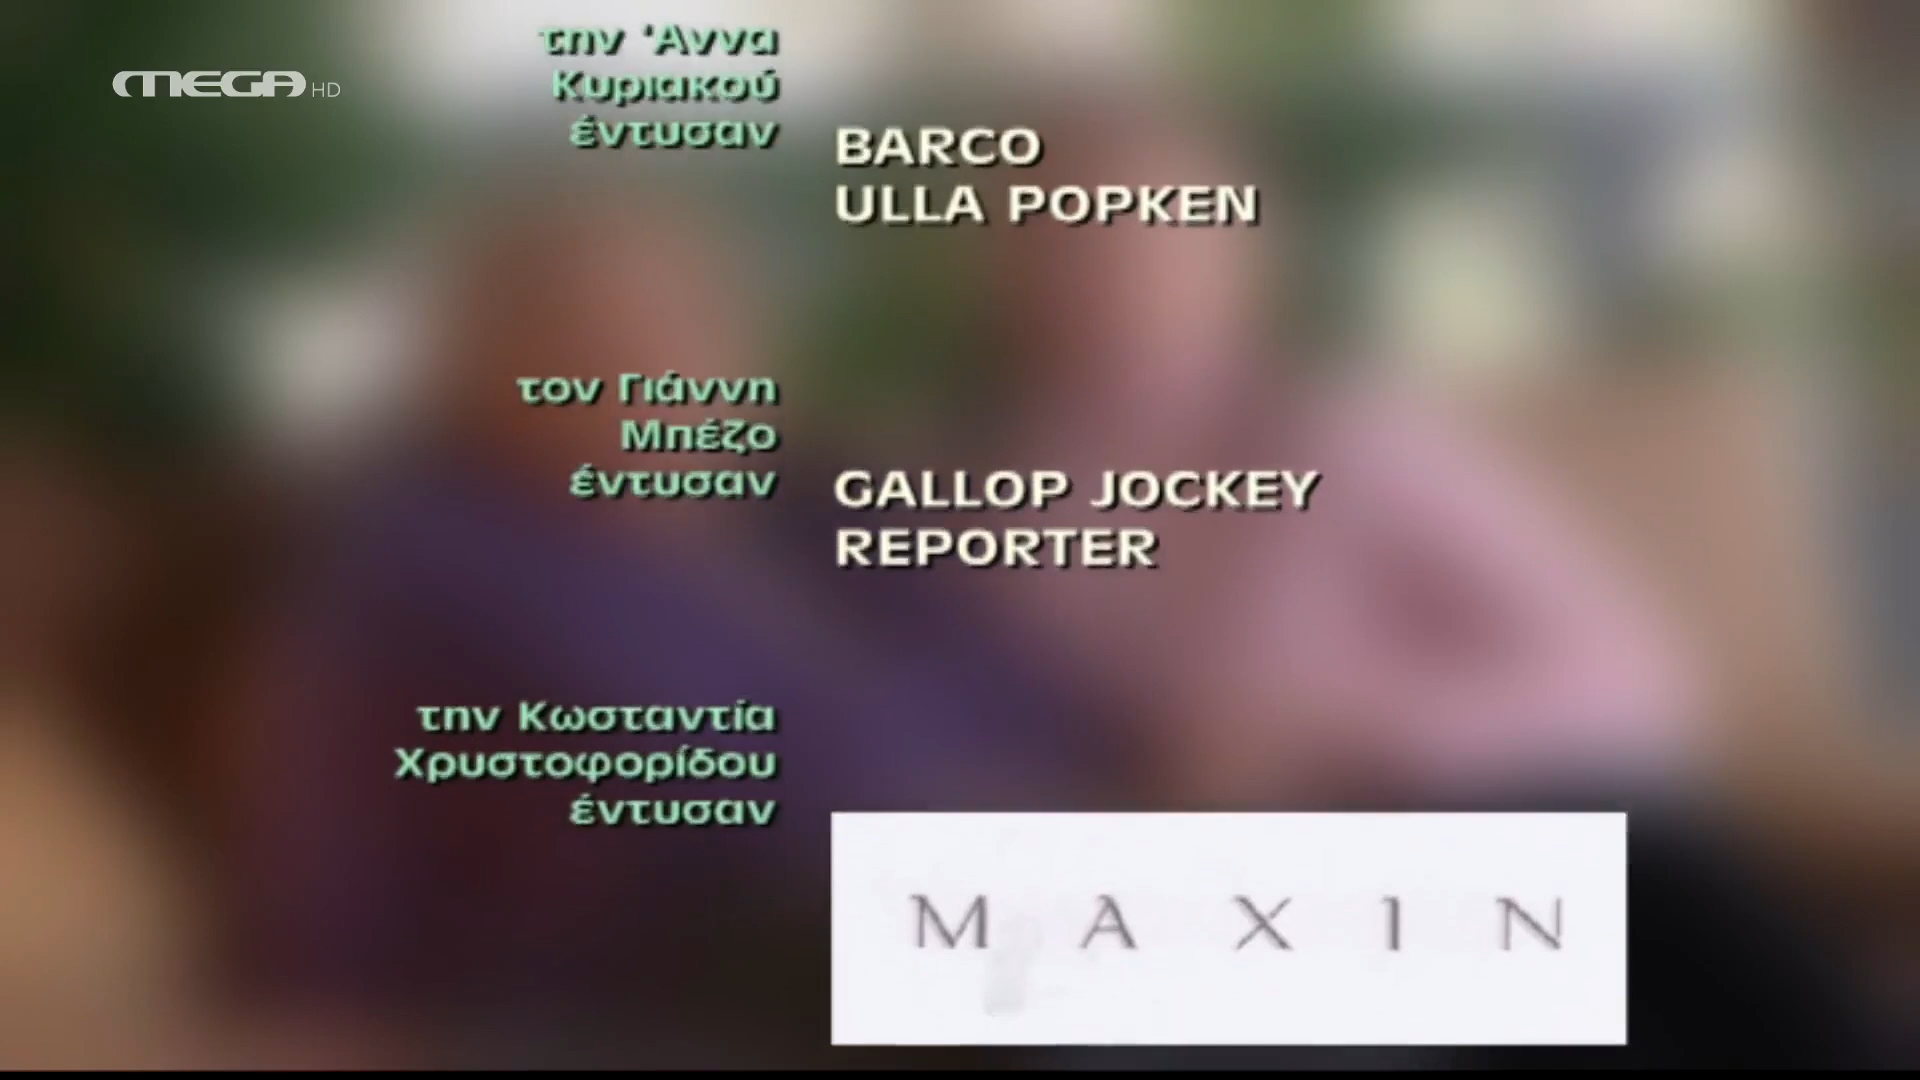 MEGA HD
την 'Αννα
Κυριακού
έντυσαν
BARCO
ULLA POPKEN
τον Γιάννη
Μπέζο
έντυσαν
GALLOP JOCKEY
REPORTER
την Κωσταντία
Χρυστοφορίδου
έντυσαν
MAXIN